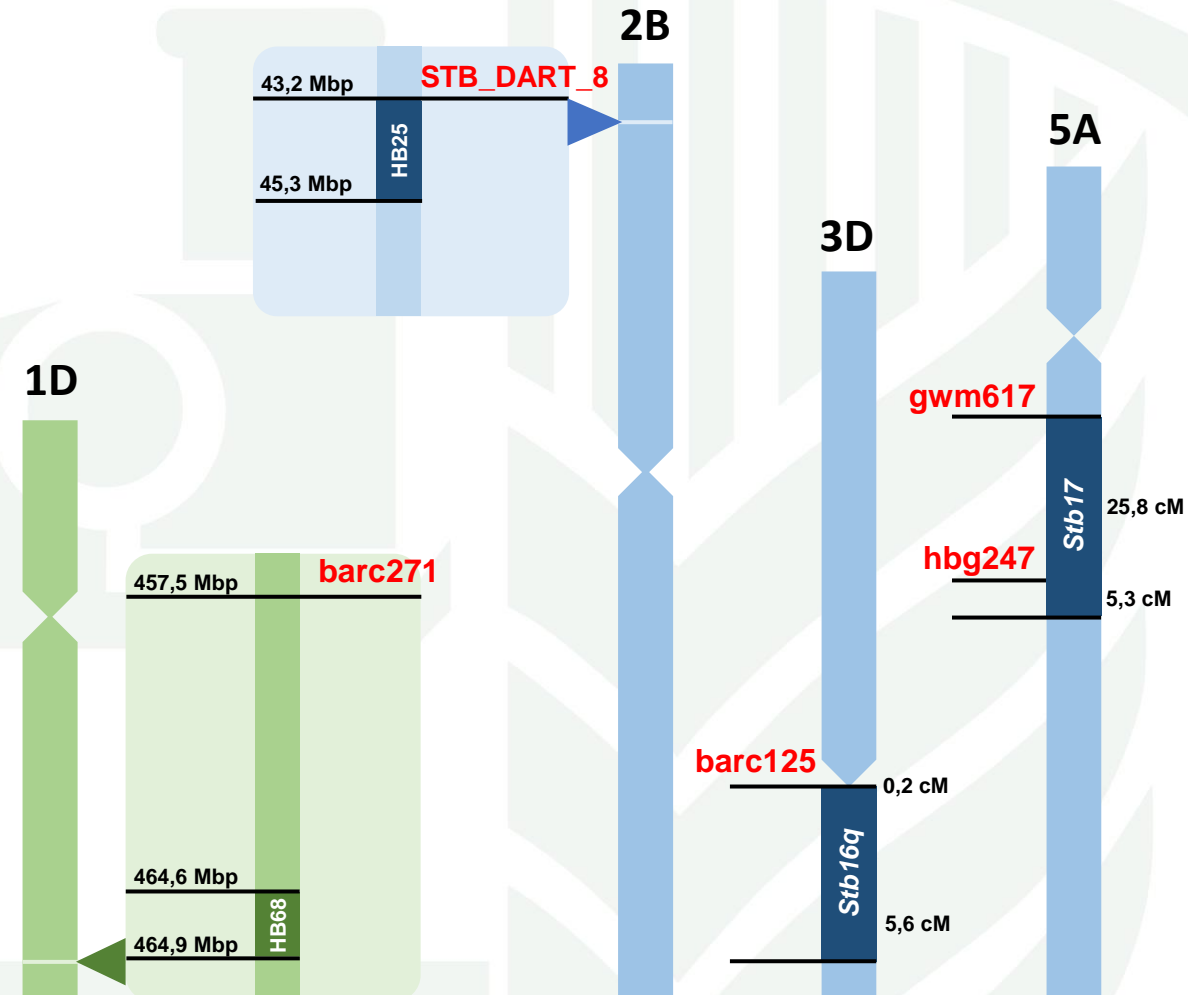 2B
43,2 Mbp
STB_DART_8
HB25
45,3 Mbp
5A
3D
1D
gwm617
Stb17
25,8 cM
hbg247
5,3 cM
457,5 Mbp
barc271
barc125
0,2 cM
Stb16q
5,6 cM
464,6 Mbp
HB68
464,9 Mbp